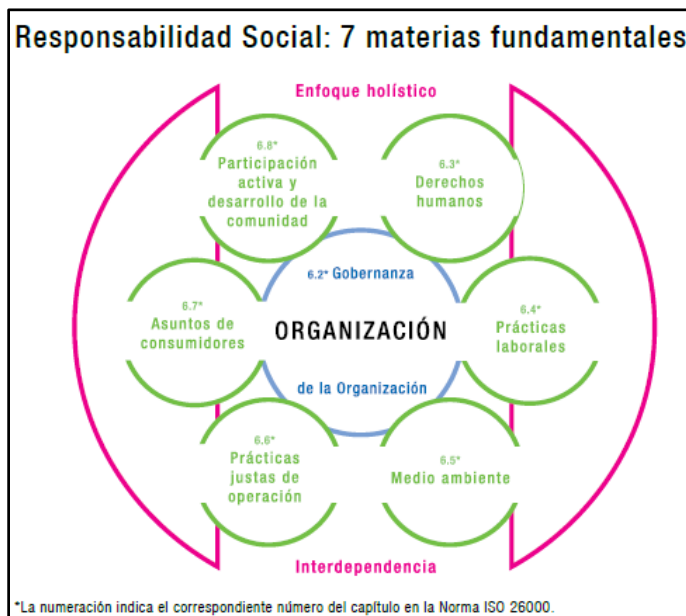 Responsabilidad Social: 7 materias fundamentales
Enfoque holístico
6.8*
Participación
activa y
desarrollo de la
comunidad
6.3*
Derechos
humanos
6.2* Gobernanza
6.7*
Asuntos de
consumidores
ORGANIZACIÓN
6.4*
Prácticas
laborales
de la Organización
6.6*
Prácticas
justas de
operación
6.5*
Medio ambiente
Interdependencia
*La numeración indica el correspondiente número del capítulo en la Norma ISO 26000.